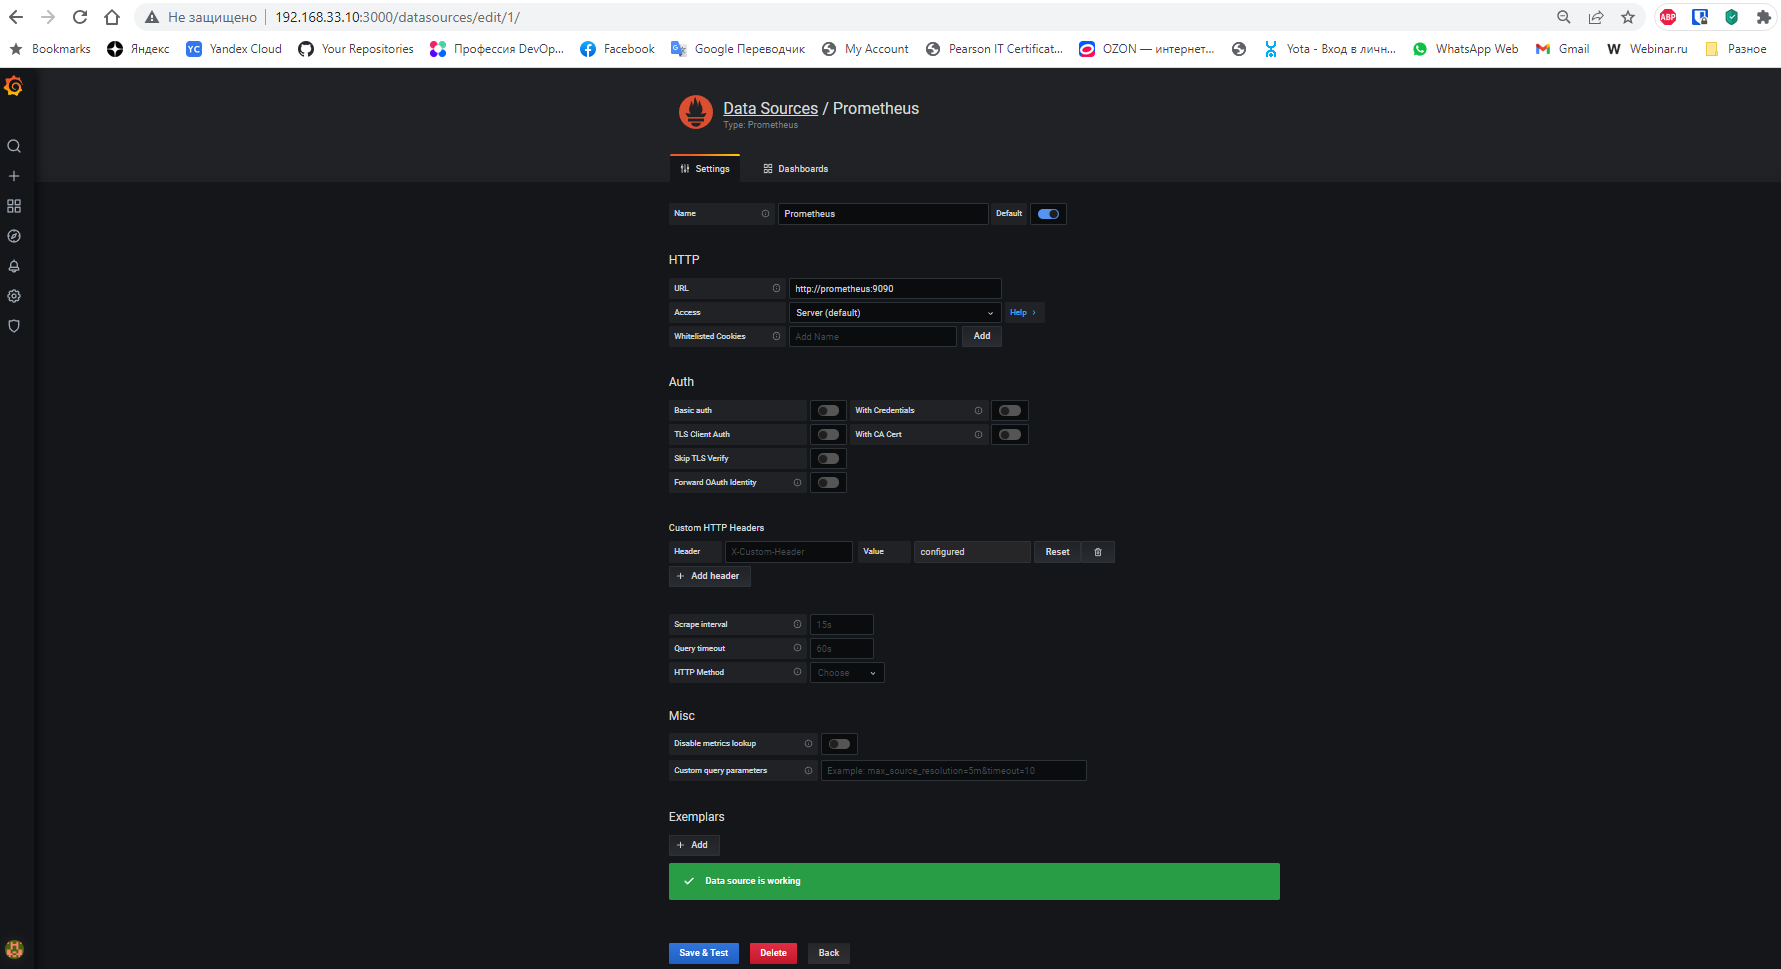 Не защищено 192.168.33.10:3000/datasources/edit/1/
ABP
Bookmarks Яндекс YC Yandex Cloud Your Repositories Профессия DevOp... Facebook Google Переводчик My Account Pearson IT Certificat... OZON — интернет... Yota - Вход в личн... WhatsApp Web Gmail W Webinar.ru Разное
Data Sources / Prometheus
Type: Prometheus
Settings Dashboards
Name Prometheus Default
HTTP
URL http://prometheus:9090
Access Server (default) Help ›
Whitelisted Cookies Add Name Add
Auth
Basic auth With Credentials
TLS Client Auth With CA Cert
Skip TLS Verify
Forward OAuth Identity
Custom HTTP Headers
Header X-Custom-Header Value configured Reset
+ Add header
Scrape interval 15s
Query timeout 60s
HTTP Method Choose
Misc
Disable metrics lookup
Custom query parameters Example: max_source_resolution=5m&timeout=10
Exemplars
+ Add
Data source is working
Save & Test Delete Back